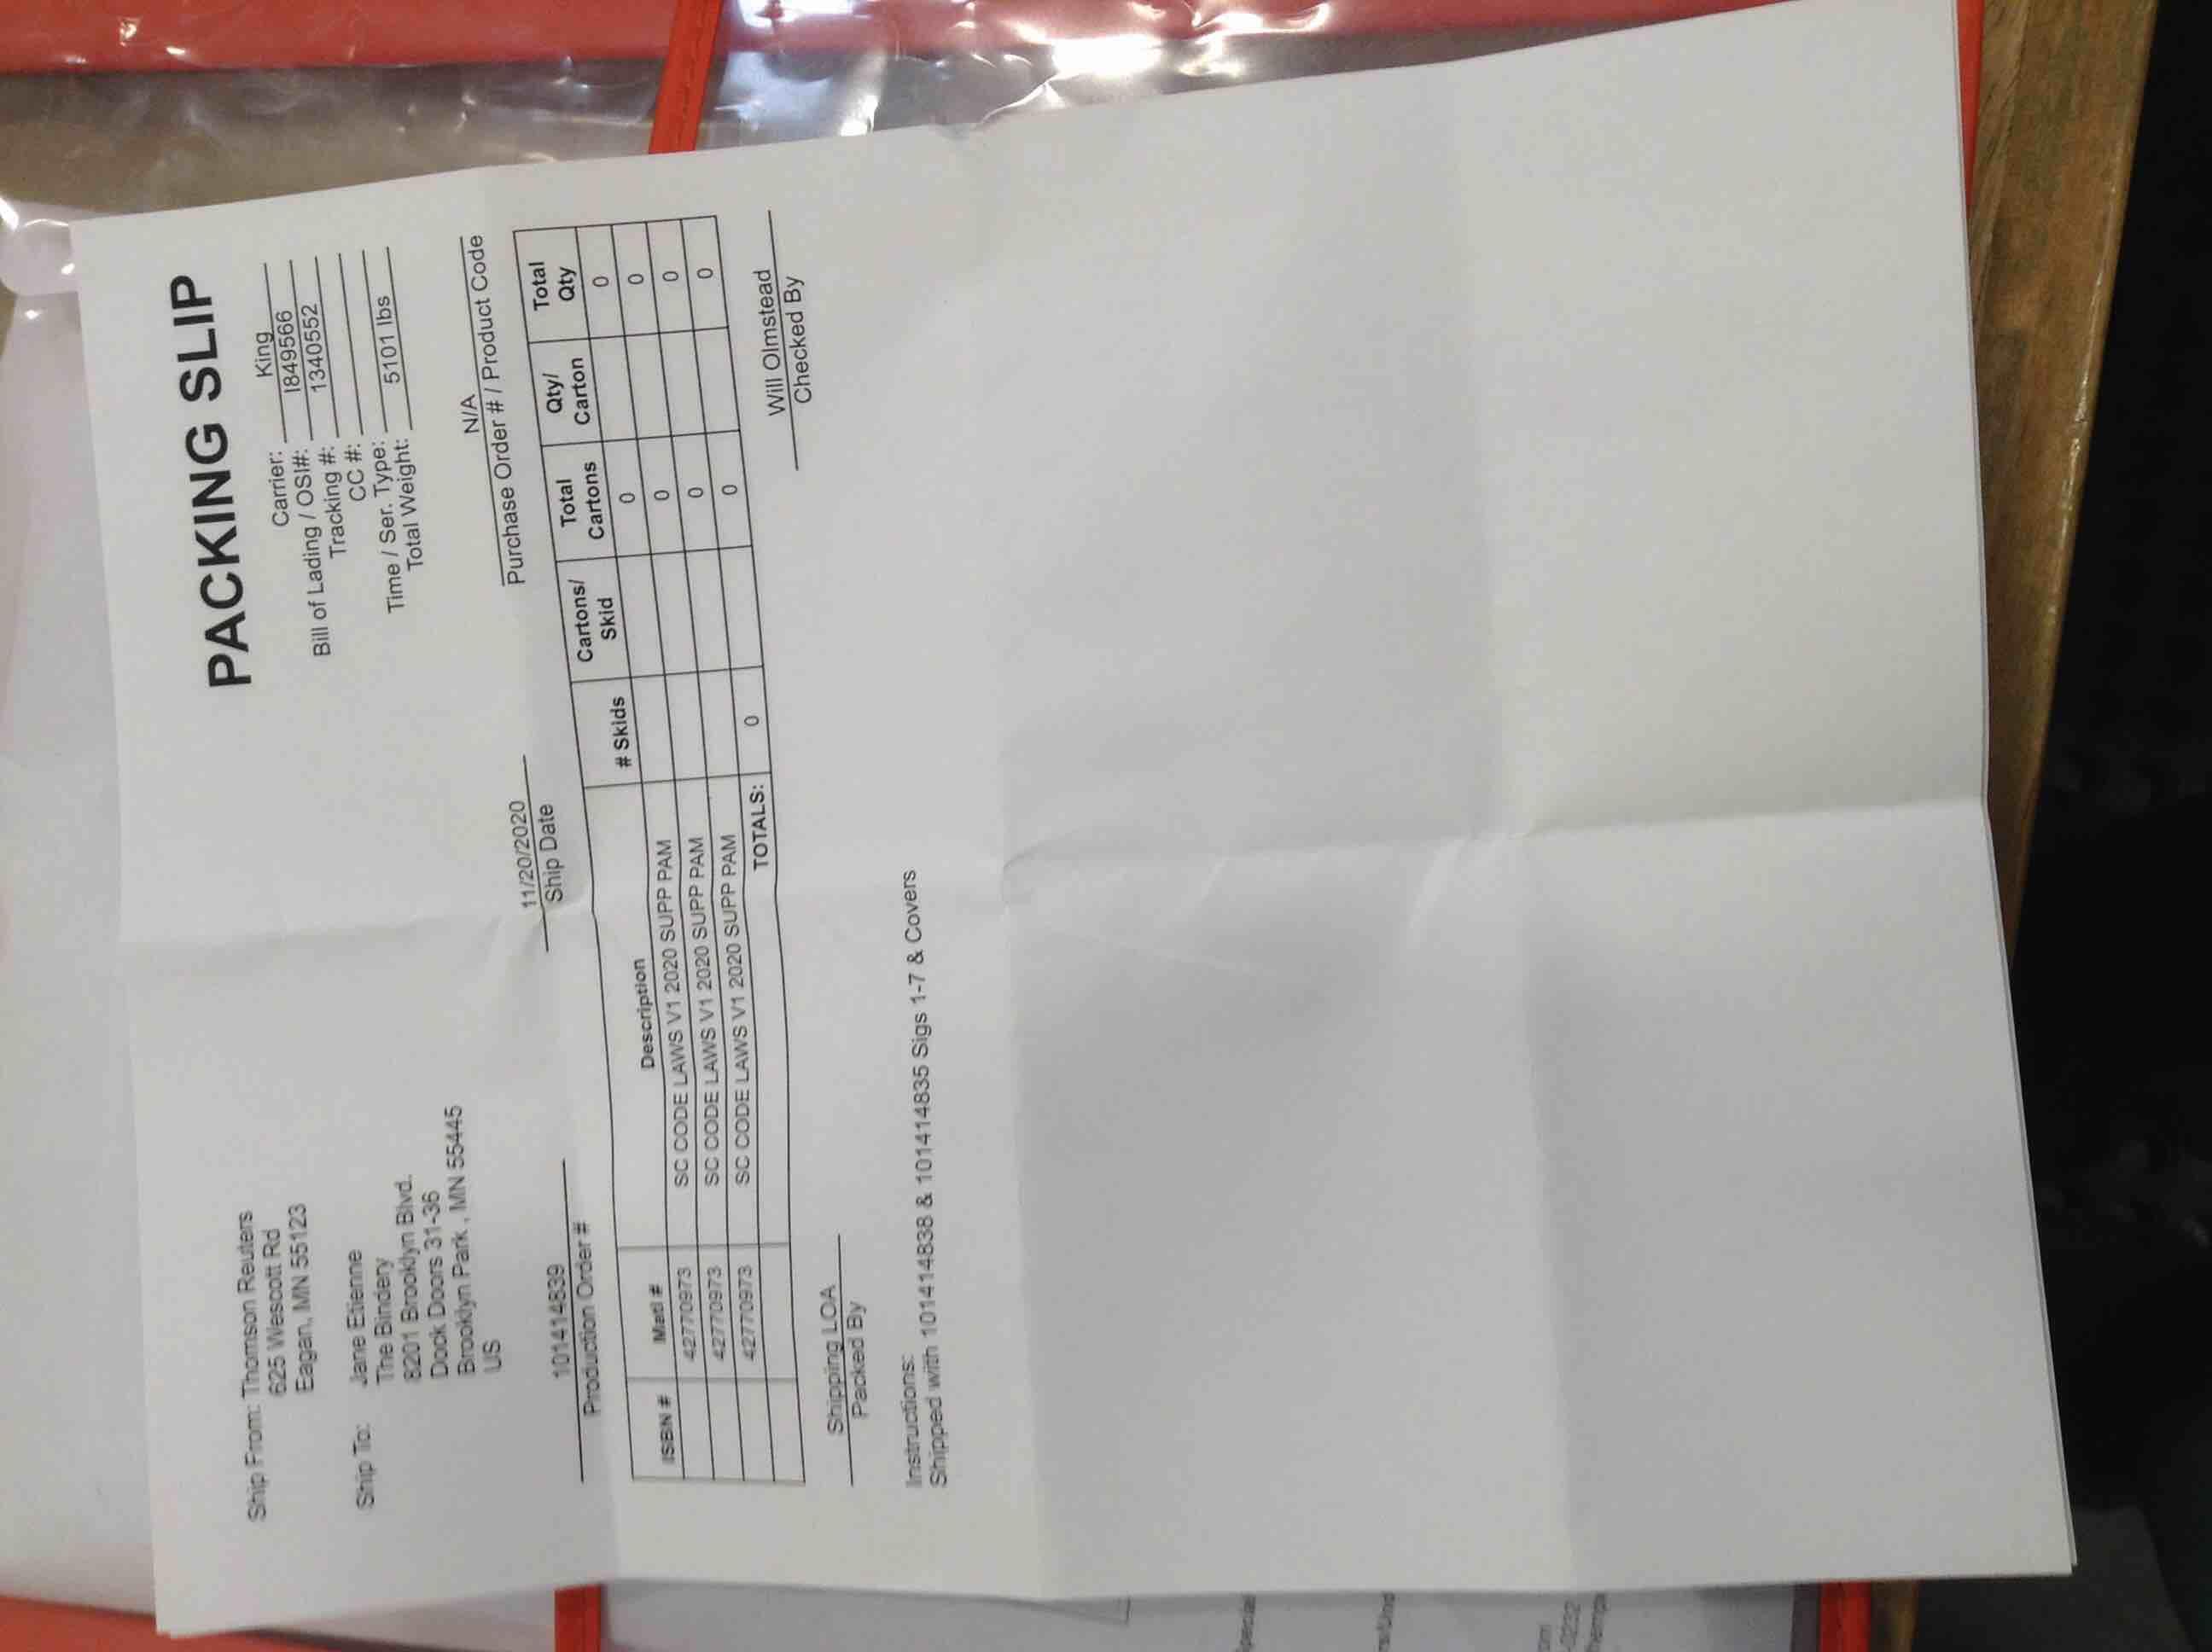 PACKING SLIP
Ship From: Thomson Reuters
625 Wescott Rd
Eagan, MN 55123
Carrier: King
Bill of Lading / OSI#: I849566
Tracking #: 1340552
CC #:
Time / Ser. Type:
Total Weight: 5101 lbs
Ship To: Jane Etienne
The Bindery
8201 Brooklyn Blvd.
Dock Doors 31-36
Brooklyn Park , MN 55445
US
101414839 11/20/2020 N/A
Production Order # Ship Date Purchase Order # / Product Code
ISBN # Matl # Description # Skids Cartons/ Skid Total Cartons Qty/ Carton Total Qty
42770973 SC CODE LAWS V1 2020 SUPP PAM 0 0
42770973 SC CODE LAWS V1 2020 SUPP PAM 0 0
42770973 SC CODE LAWS V1 2020 SUPP PAM 0 0
TOTALS: 0 0 0
Shipping LOA Will Olmstead
Packed By Checked By
Instructions:
Shipped with 101414838 & 101414835 Sigs 1-7 & Covers